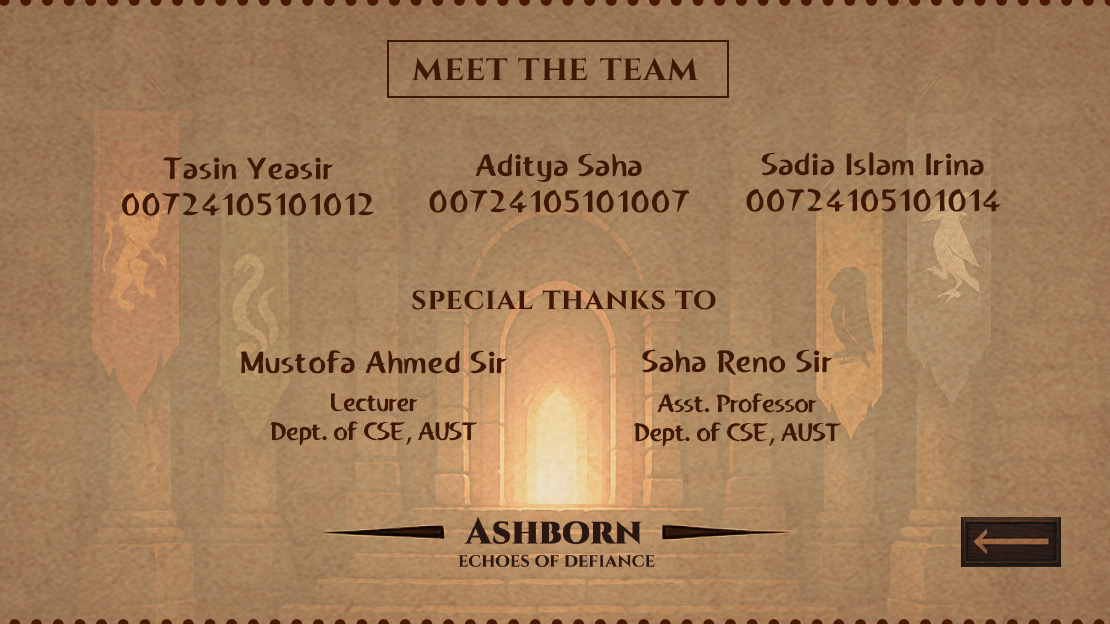 MEET THE TEAM
Tasin Yeasir
00724105101012
Aditya Saha
00724105101007
Sadia Islam Irina
00724105101014
SPECIAL THANKS TO
Mustofa Ahmed Sir
Lecturer
Dept. of CSE, AUST
Saha Reno Sir
Asst. Professor
Dept. of CSE, AUST
ASHBORN
ECHOES OF DEFIANCE